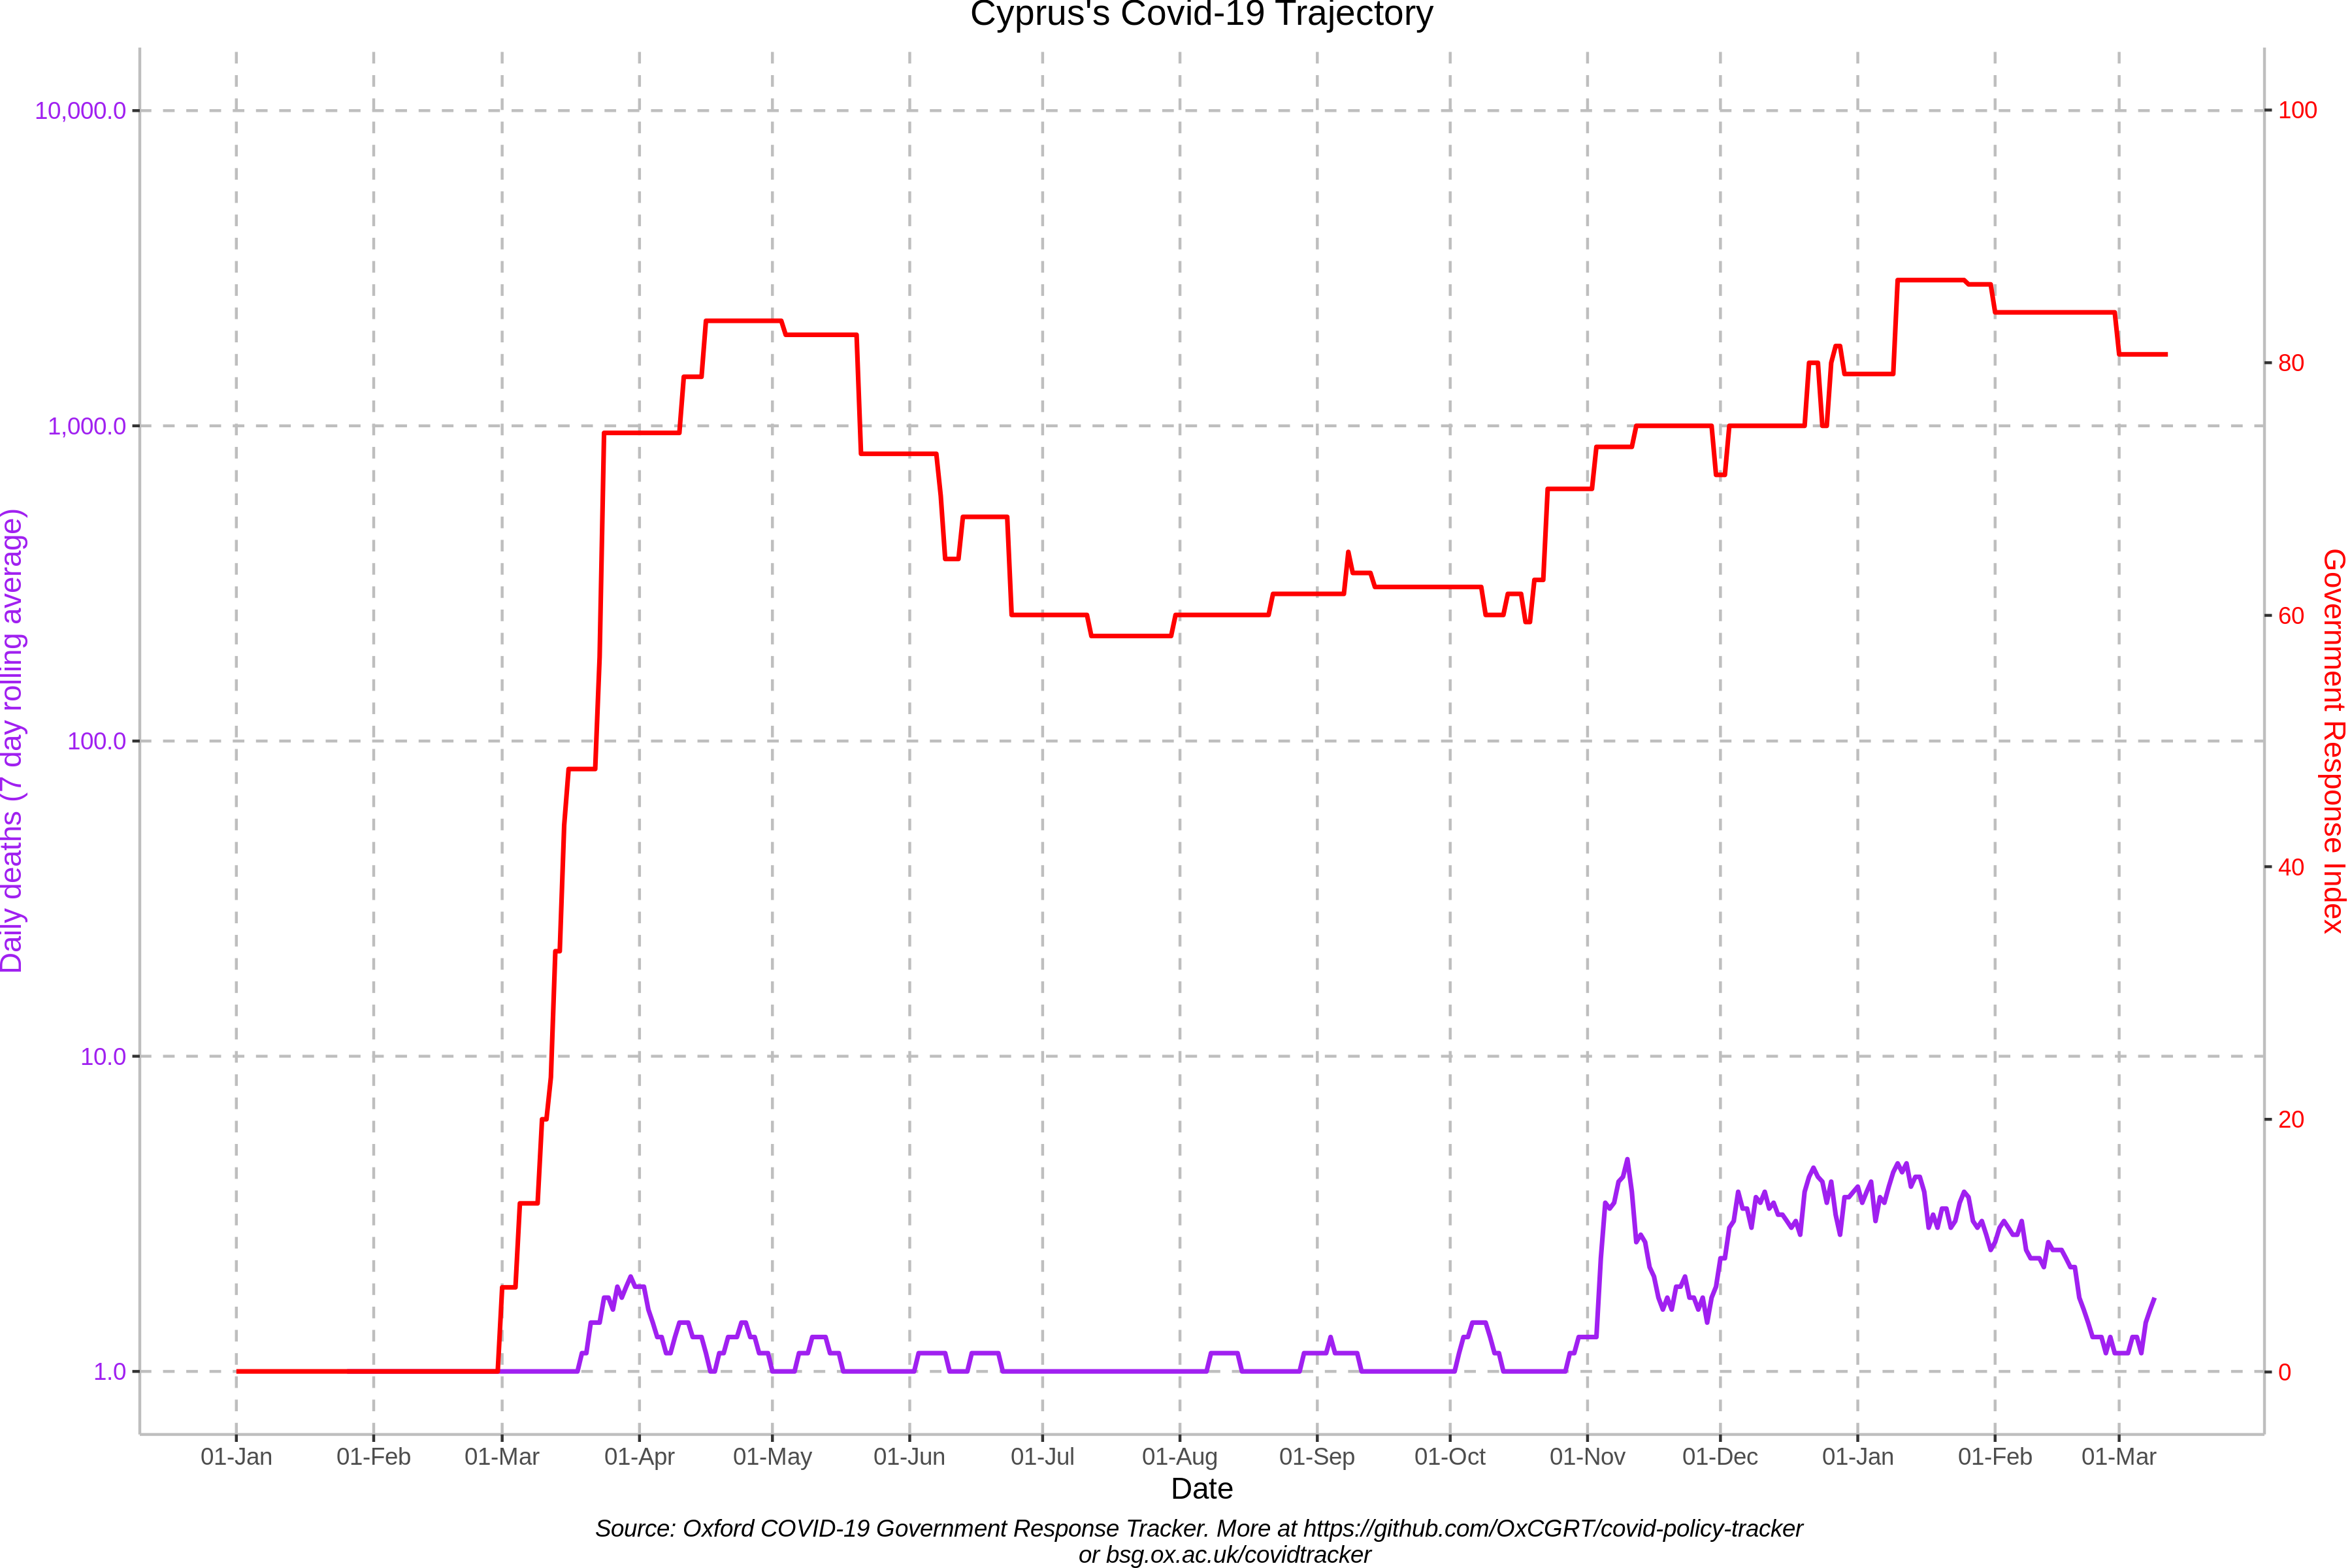 Cyprus's Covid-19 Trajectory
Daily deaths (7 day rolling average)
10,000.0
1,000.0
100.0
10.0
1.0
100
80
60
40
20
0
Government Response Index
01-Jan 01-Feb 01-Mar 01-Apr 01-May 01-Jun 01-Jul 01-Aug 01-Sep 01-Oct 01-Nov 01-Dec 01-Jan 01-Feb 01-Mar
Date
Source: Oxford COVID-19 Government Response Tracker. More at https://github.com/OxCGRT/covid-policy-tracker
or bsg.ox.ac.uk/covidtracker